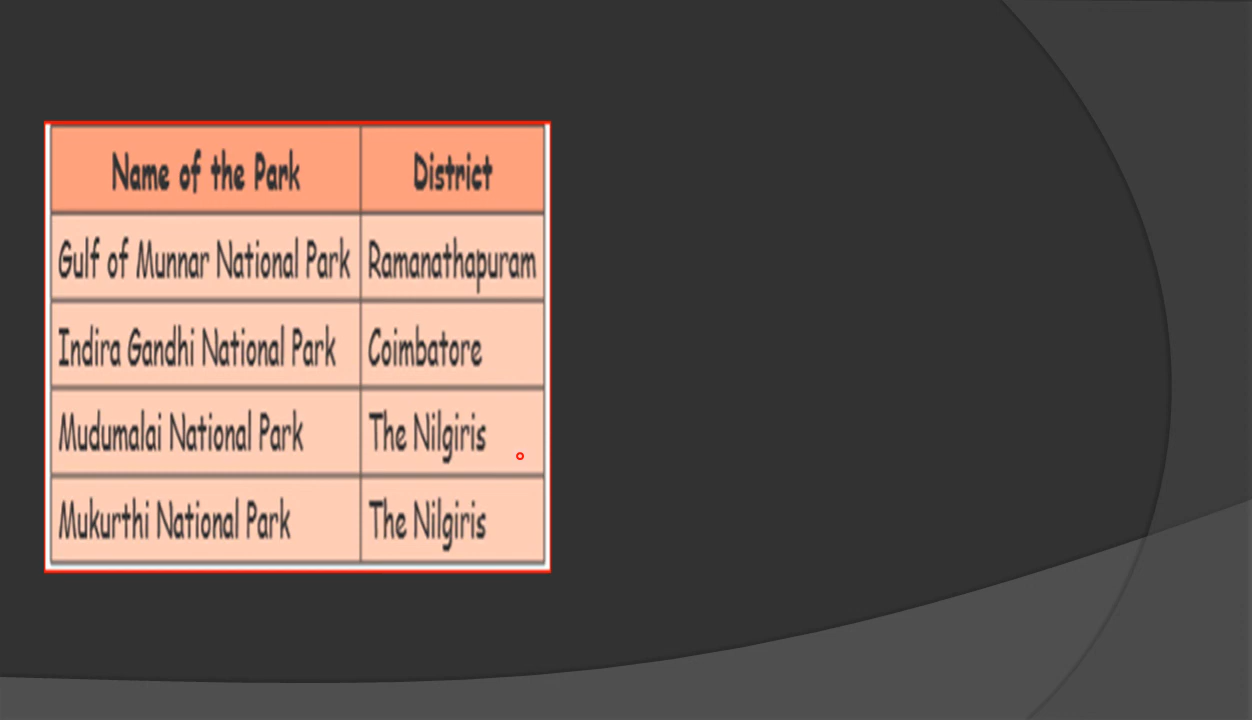 Name of the Park District
Gulf of Munnar National Park Ramanathapuram
Indira Gandhi National Park Coimbatore
Mudumalai National Park The Nilgiris
Mukurthi National Park The Nilgiris